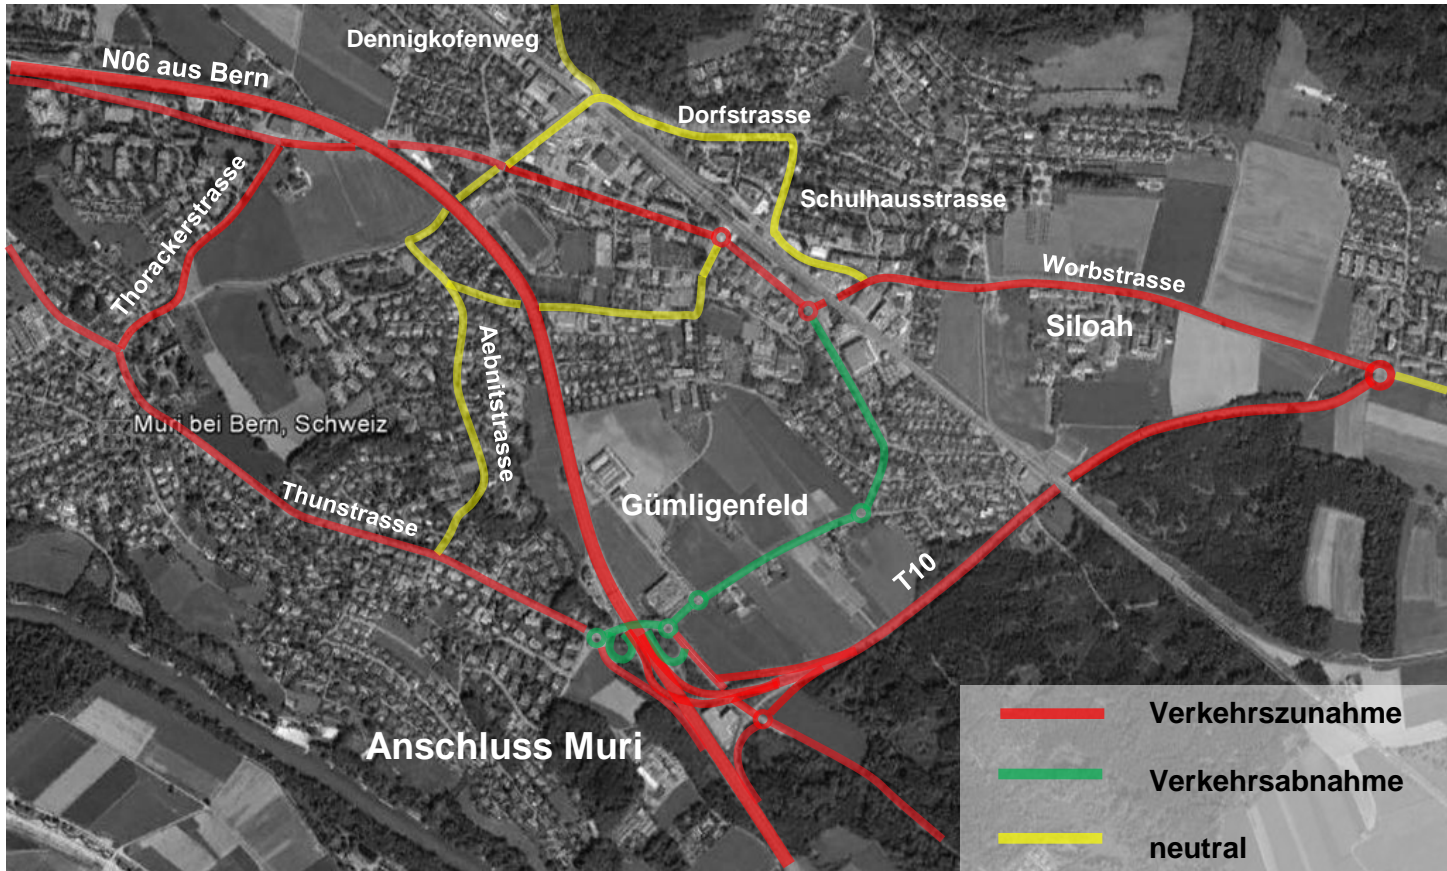 Dennigkofenweg
N06 aus Bern
Dorfstrasse
Thorackerstrasse
Schulhausstrasse
Worbstrasse
Siloah
Aebnitstrasse
Muri bei Bern, Schweiz
Thunstrasse
Gümligenfeld
T10
Anschluss Muri
Verkehrszunahme
Verkehrsabnahme
neutral